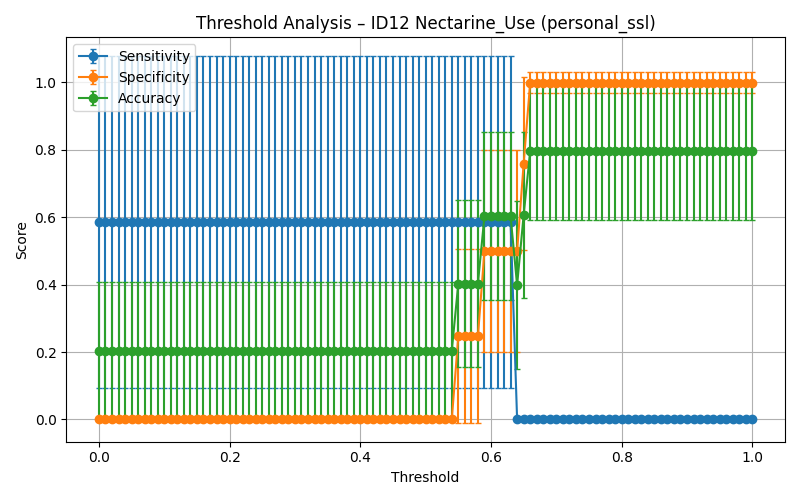 Threshold Analysis – ID12 Nectarine_Use (personal_ssl)
Sensitivity
Specificity
Accuracy
Score
1.0
0.8
0.6
0.4
0.2
0.0
0.0 0.2 0.4 0.6 0.8 1.0
Threshold